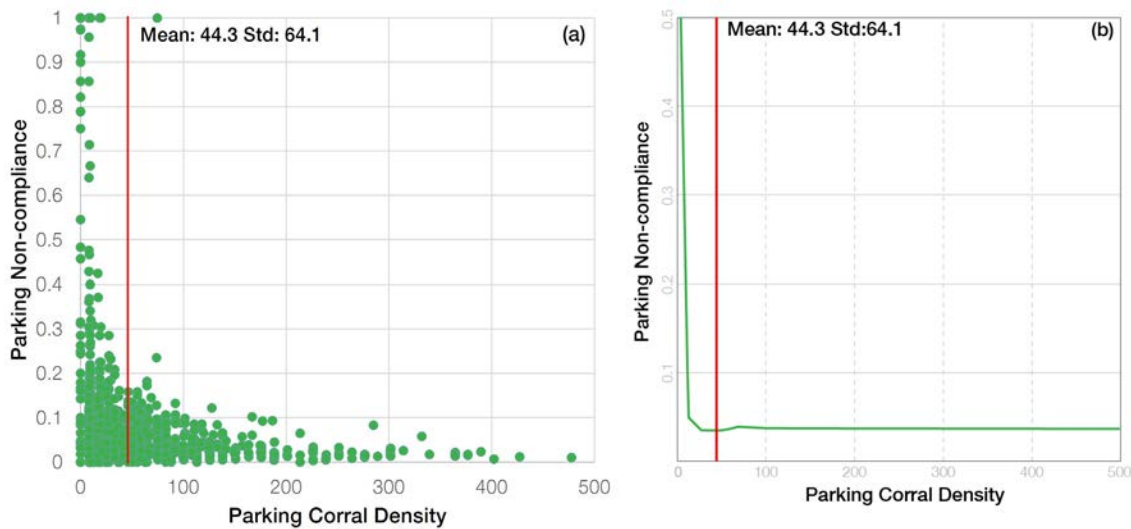 Mean: 44.3 Std: 64.1
(a)
Parking Non-compliance
1
0.9
0.8
0.7
0.6
0.5
0.4
0.3
0.2
0.1
0
0 100 200 300 400 500
Parking Corral Density
Mean: 44.3 Std:64.1
(b)
Parking Non-compliance
0.5
0.4
0.3
0.2
0.1
0 100 200 300 400 500
Parking Corral Density